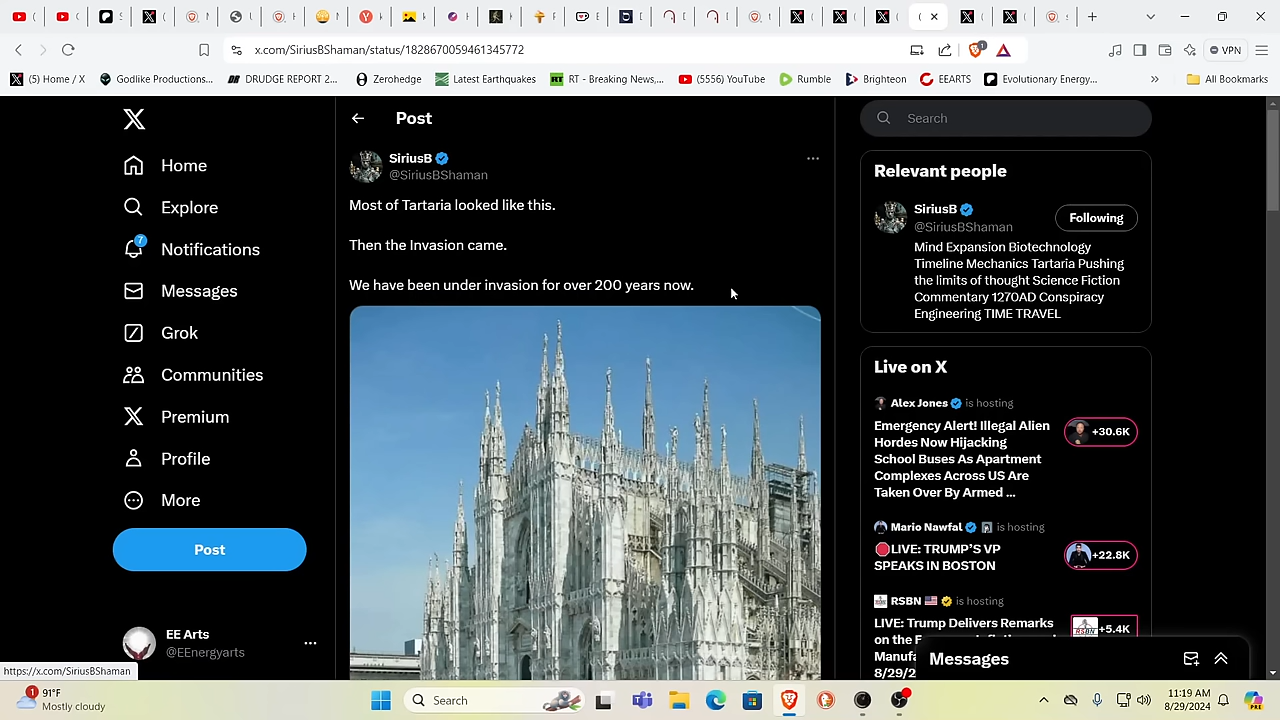 x.com/SiriusBShaman/status/1828670059461345772
VPN
(5) Home / X
Godlike Productions...
DRUDGE REPORT 2...
Zerohedge
Latest Earthquakes
RT - Breaking News,...
(5556) YouTube
Rumble
Brighteon
EEARTS
Evolutionary Energy...
All Bookmarks
Post
Search
SiriusB
@SiriusBShaman
Most of Tartaria looked like this.
Then the Invasion came.
We have been under invasion for over 200 years now.
Home
Explore
7
Notifications
Messages
Grok
Communities
Premium
Profile
More
Post
EE Arts
@EEnergyarts
Relevant people
SiriusB
@SiriusBShaman
Following
Mind Expansion Biotechnology
Timeline Mechanics Tartaria Pushing
the limits of thought Science Fiction
Commentary 1270AD Conspiracy
Engineering TIME TRAVEL
Live on X
Alex Jones is hosting
Emergency Alert! Illegal Alien
Hordes Now Hijacking
School Buses As Apartment
Complexes Across US Are
Taken Over By Armed ...
+30.6K
Mario Nawfal is hosting
LIVE: TRUMP'S VP
SPEAKS IN BOSTON
+22.8K
RSBN is hosting
LIVE: Trump Delivers Remarks
+5.4K
Messages
8/29/2
https://x.com/SiriusBShaman
1
91°F
Mostly cloudy
Search
11:19 AM
8/29/2024